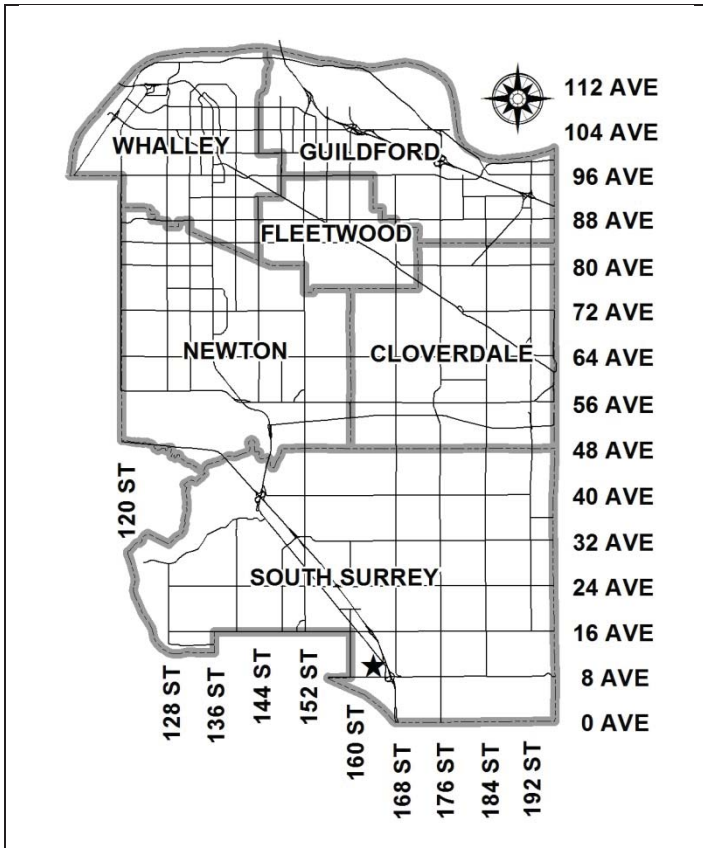 112 AVE
104 AVE
WHALLEY
GUILDFORD
96 AVE
88 AVE
FLEETWOOD
80 AVE
72 AVE
NEWTON
CLOVERDALE
64 AVE
56 AVE
48 AVE
120 ST
40 AVE
32 AVE
SOUTH SURREY
24 AVE
16 AVE
128 ST
136 ST
144 ST
152 ST
8 AVE
160 ST
0 AVE
168 ST
176 ST
184 ST
192 ST